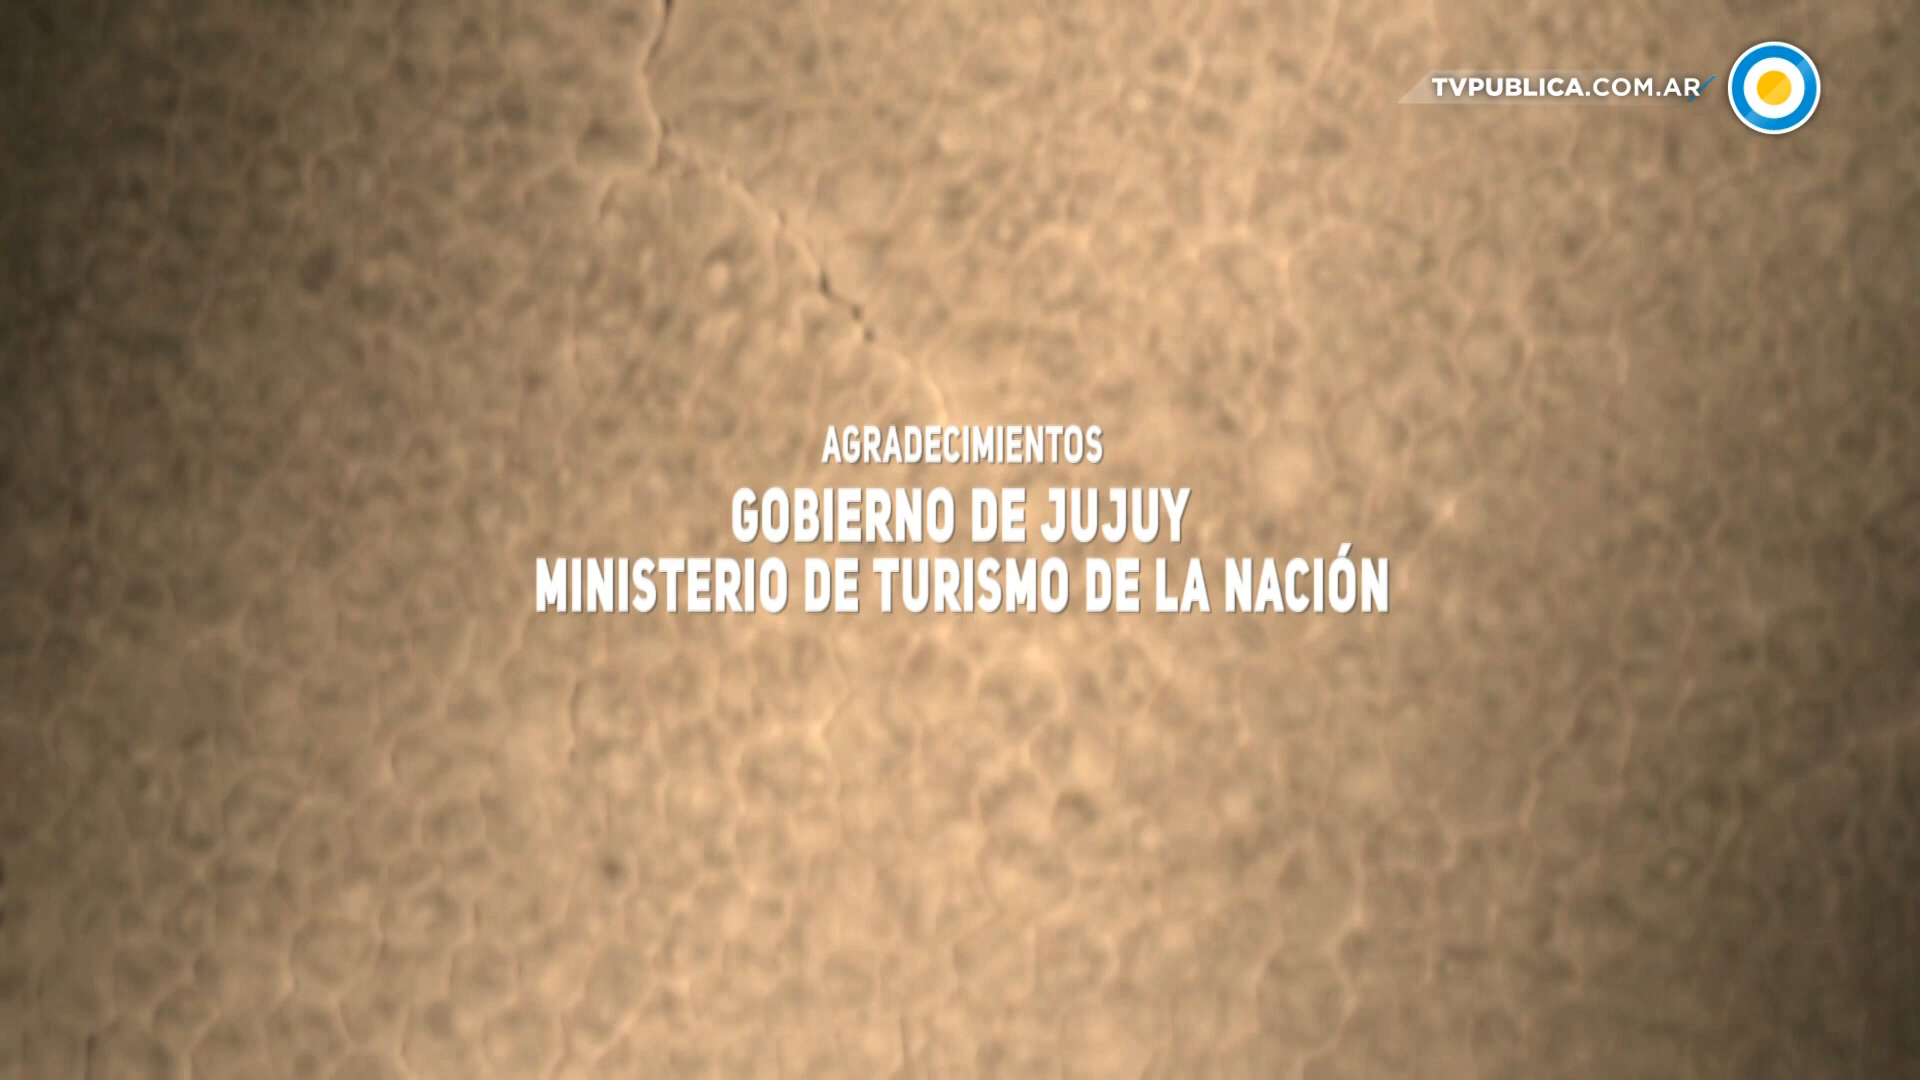 TVPUBLICA.COM.AR
AGRADECIMIENTOS
GOBIERNO DE JUJUY
MINISTERIO DE TURISMO DE LA NACIÓN